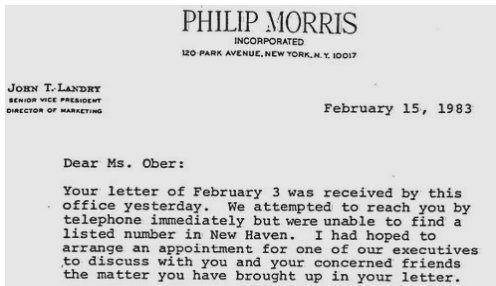 PHILIP MORRIS
INCORPORATED
120 PARK AVENUE, NEW YORK, N.Y. 10017
JOHN T. LANDRY
SENIOR VICE PRESIDENT
DIRECTOR OF MARKETING
February 15, 1983
Dear Ms. Ober:
Your letter of February 3 was received by this
office yesterday.  We attempted to reach you by
telephone immediately but were unable to find a
listed number in New Haven.  I had hoped to
arrange an appointment for one of our executives
to discuss with you and your concerned friends
the matter you have brought up in your letter.